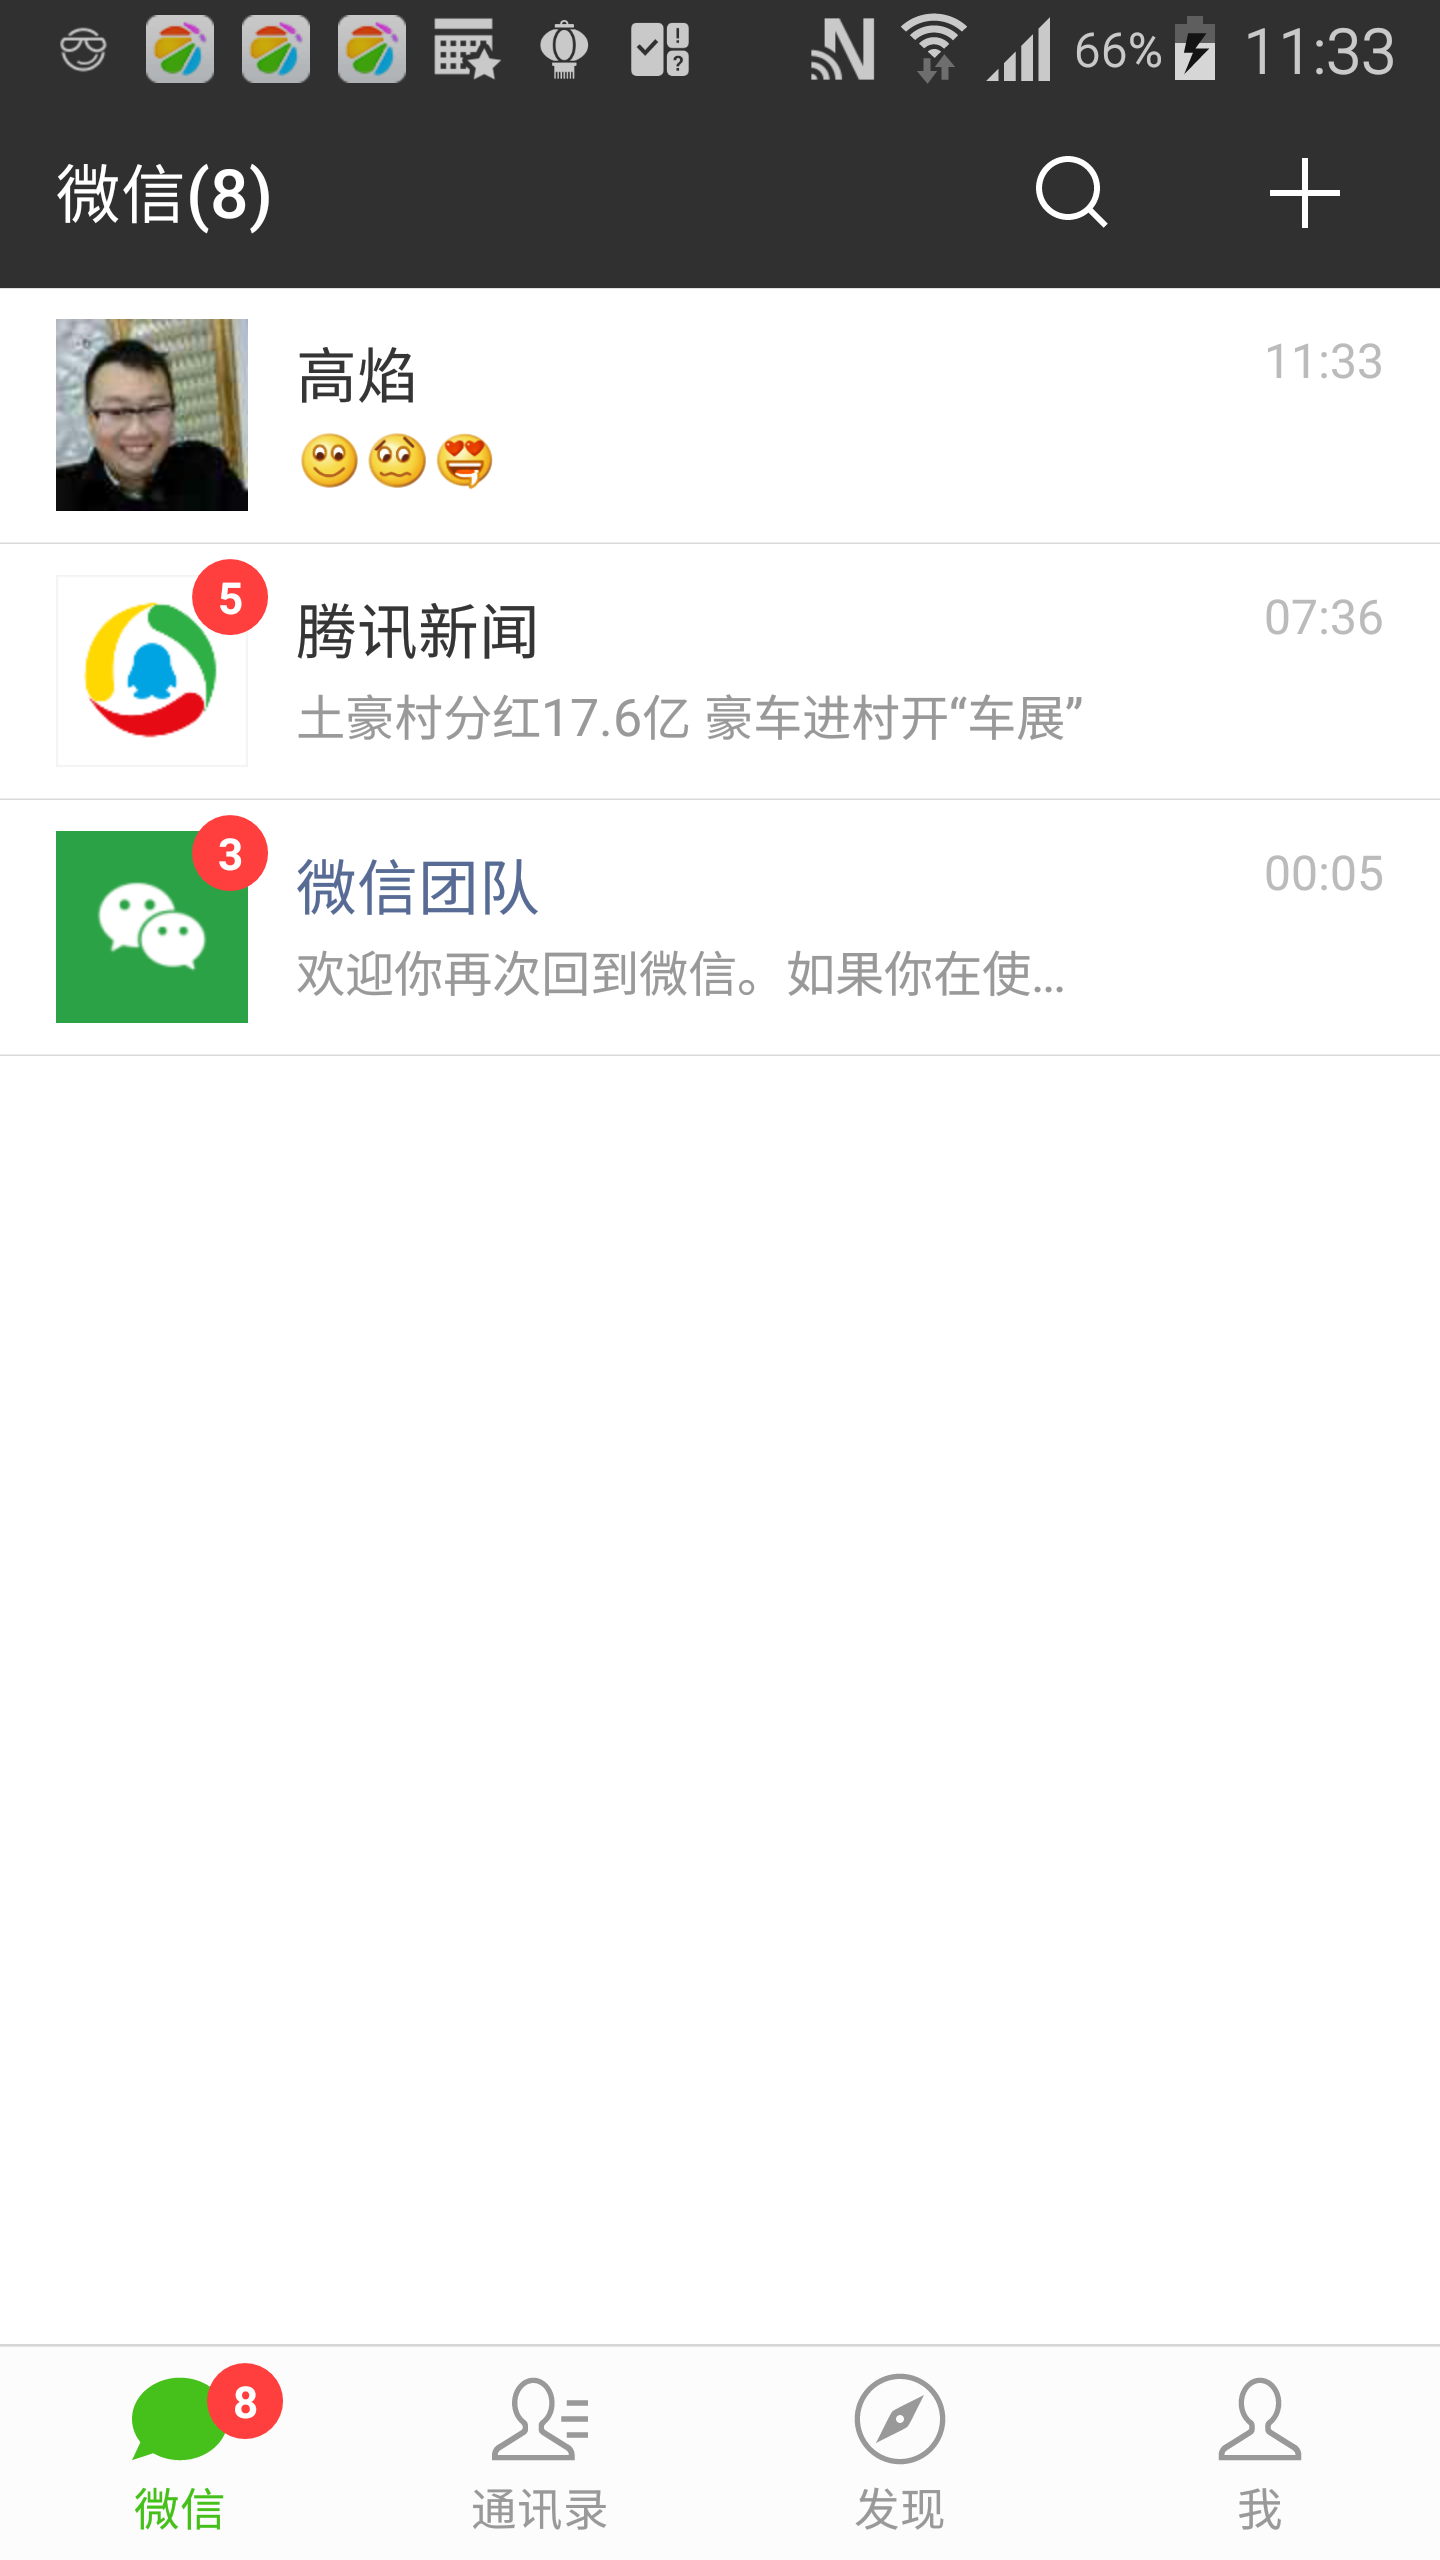 66% 11:33
微信(8)
高焰 11:33
5
腾讯新闻 07:36
土豪村分红17.6亿 豪车进村开“车展”
3
微信团队 00:05
欢迎你再次回到微信。如果你在使...
8
微信 通讯录 发现 我